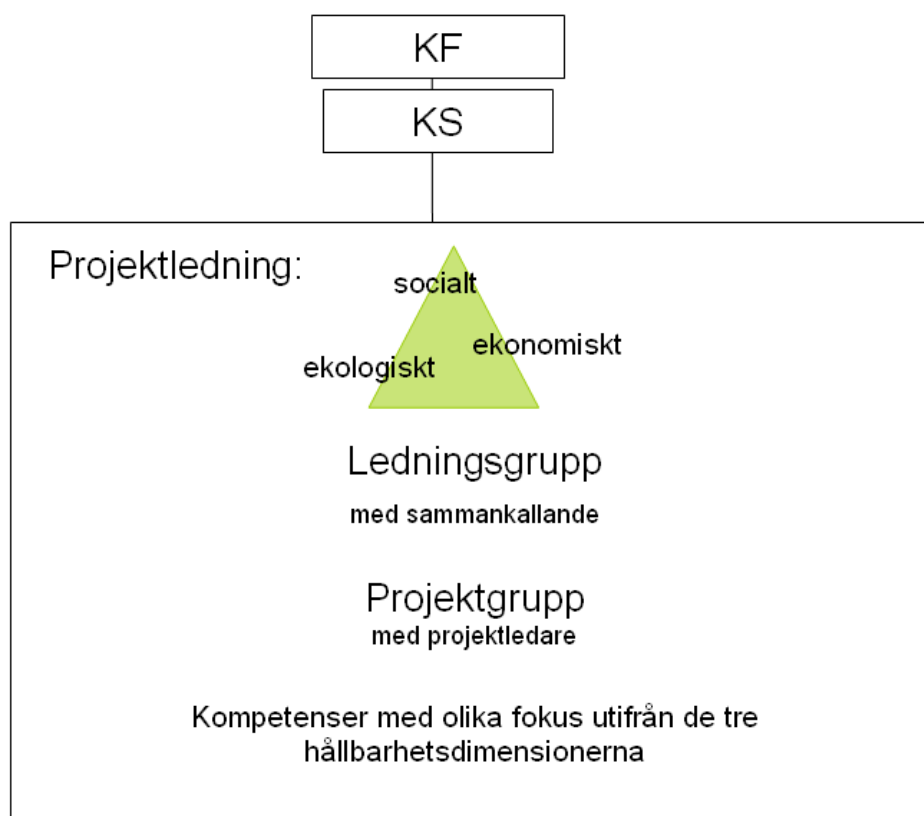 KF
KS
Projektledning:
socialt
ekonomiskt
ekologiskt
Ledningsgrupp
med sammankallande
Projektgrupp
med projektledare
Kompetenser med olika fokus utifrån de tre
hållbarhetsdimensionerna